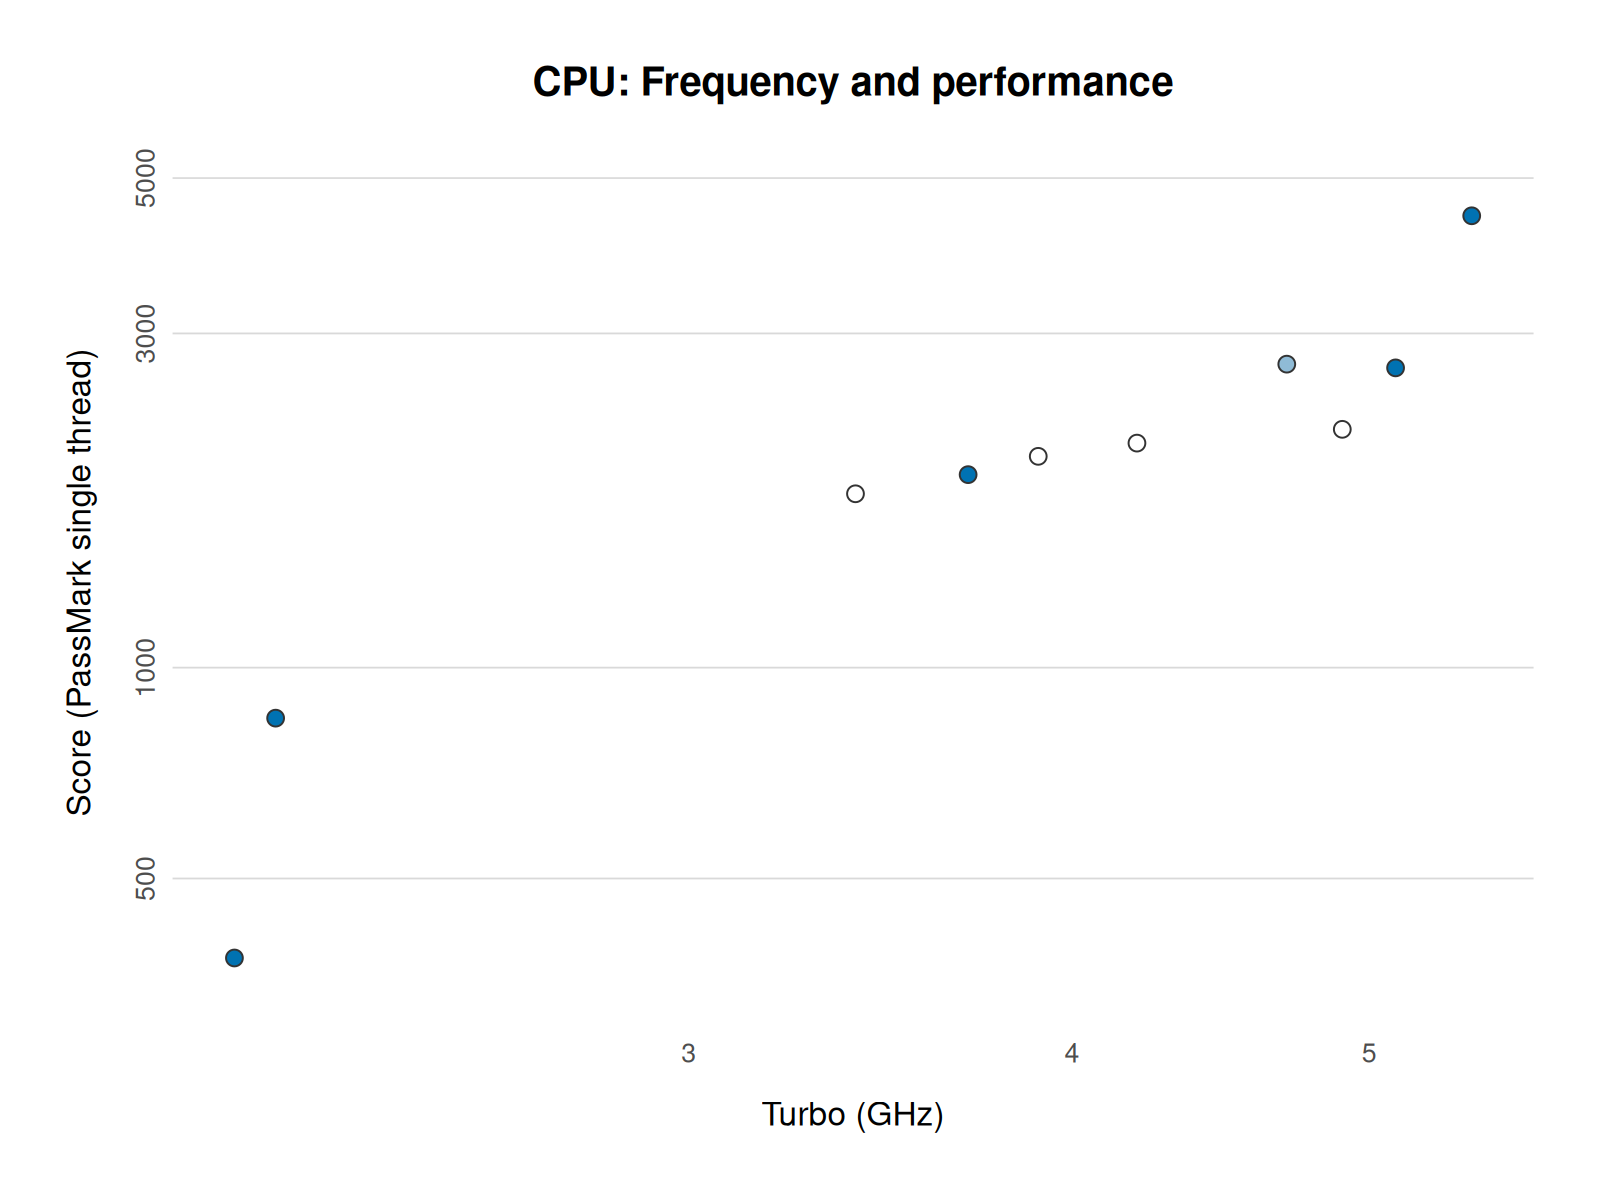 CPU: Frequency and performance
Score (PassMark single thread)
5000
3000
1000
500
3
4
5
Turbo (GHz)